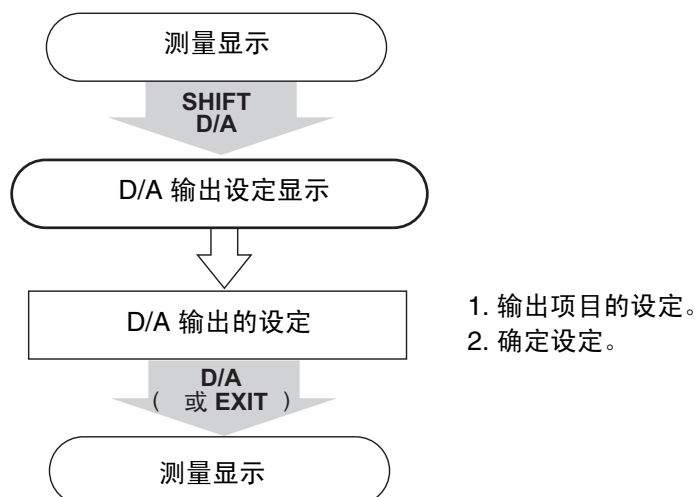 测量显示
SHIFT
D/A
D/A 输出设定显示
D/A 输出的设定
1. 输出项目的设定。
2. 确定设定。
D/A
（ 或 EXIT ）
测量显示